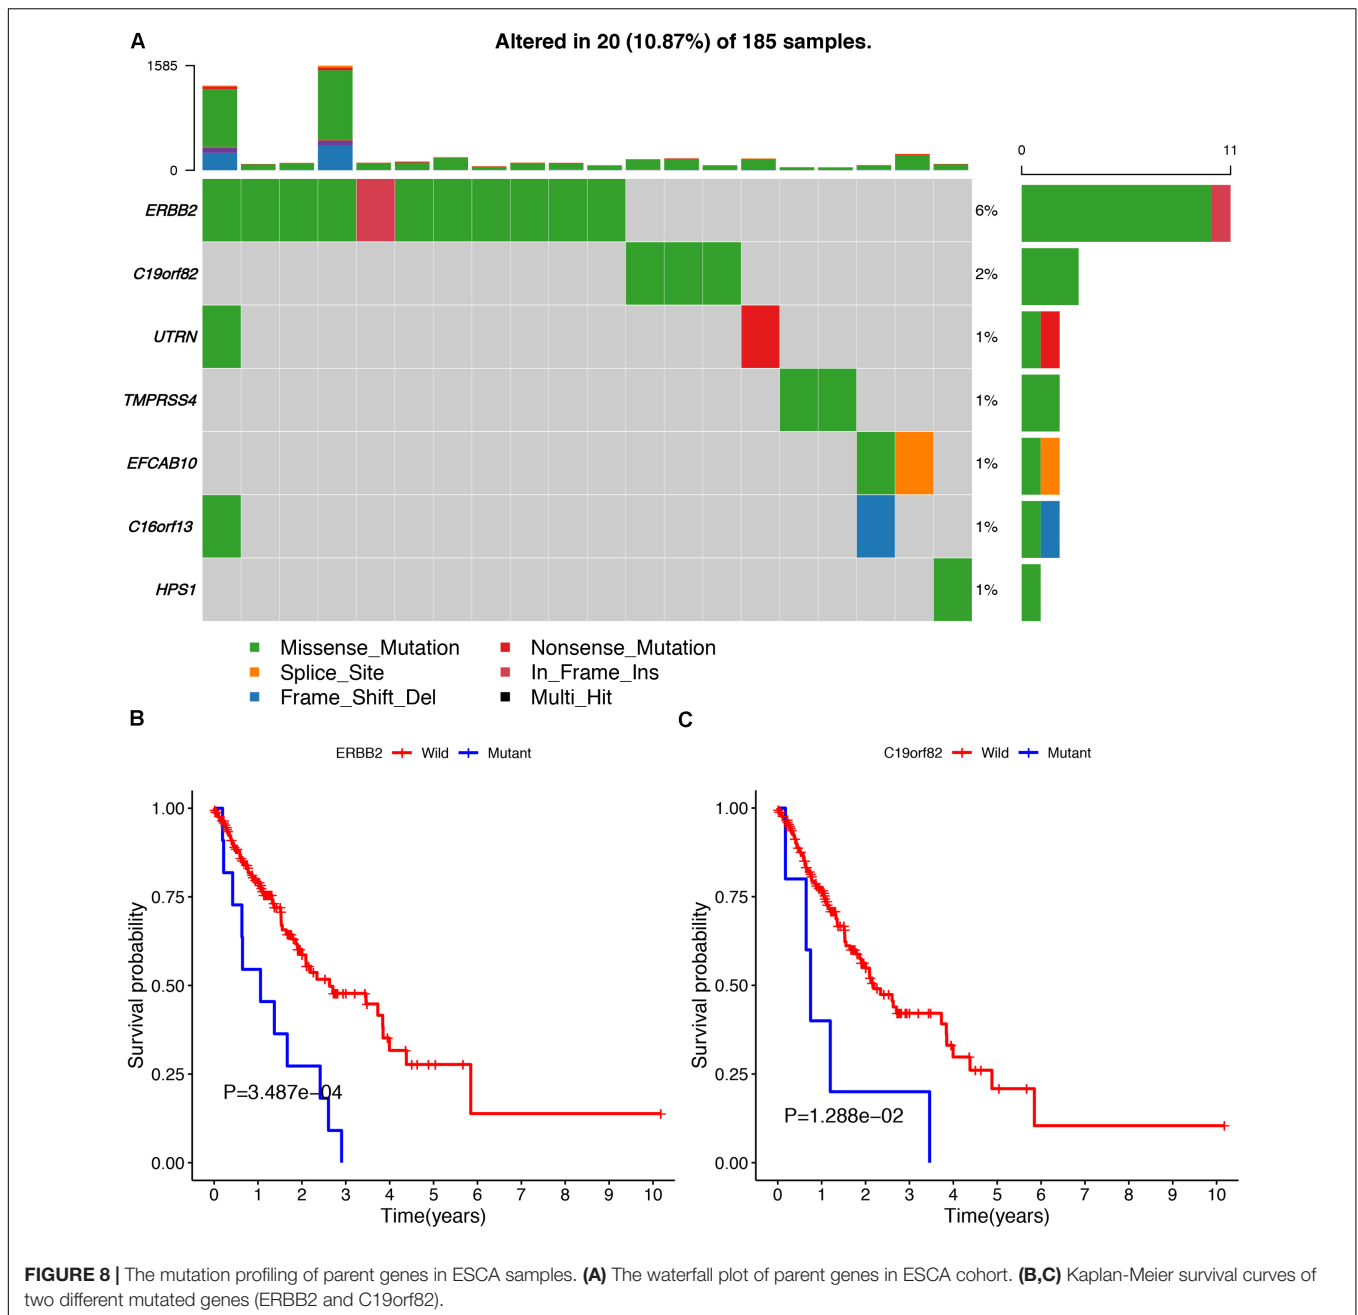 A
Altered in 20 (10.87%) of 185 samples.
1585
0
0 11
ERBB2 6%
C19orf82 2%
UTRN 1%
TMPRSS4 1%
EFCAB10 1%
C16orf13 1%
HPS1 1%
Missense_Mutation Nonsense_Mutation
Splice_Site In_Frame_Ins
Frame_Shift_Del Multi_Hit
B
ERBB2 Wild Mutant
Survival probability
1.00
0.75
0.50
0.25
0.00
P=3.487e−04
0 1 2 3 4 5 6 7 8 9 10
Time(years)
C
C19orf82 Wild Mutant
Survival probability
1.00
0.75
0.50
0.25
0.00
P=1.288e−02
0 1 2 3 4 5 6 7 8 9 10
Time(years)
FIGURE 8 | The mutation profiling of parent genes in ESCA samples. (A) The waterfall plot of parent genes in ESCA cohort. (B,C) Kaplan-Meier survival curves of
two different mutated genes (ERBB2 and C19orf82).